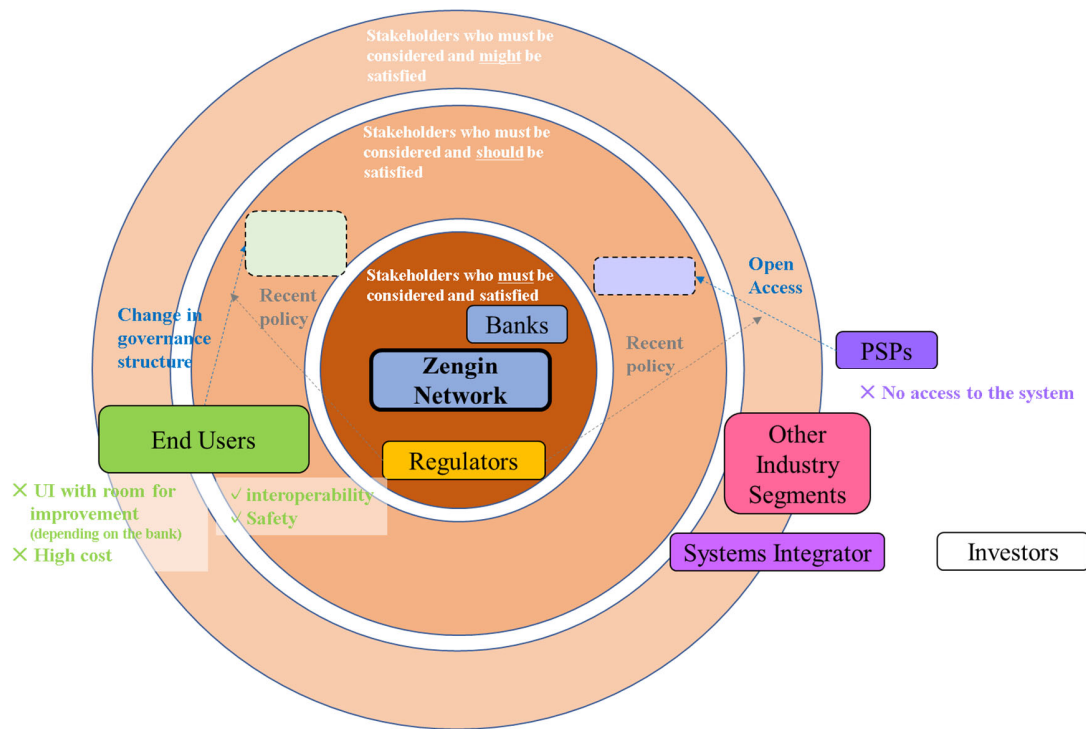 Stakeholders who must be
considered and might be
satisfied
Stakeholders who must be
considered and should be
satisfied
Stakeholders who must be
considered and satisfied
Banks
Zengin
Network
Regulators
Recent
policy
Change in
governance
structure
End Users
✕ UI with room for
improvement
(depending on the bank)
✕ High cost
✓ interoperability
✓ Safety
Recent
policy
Open
Access
PSPs
✕ No access to the system
Other
Industry
Segments
Systems Integrator
Investors